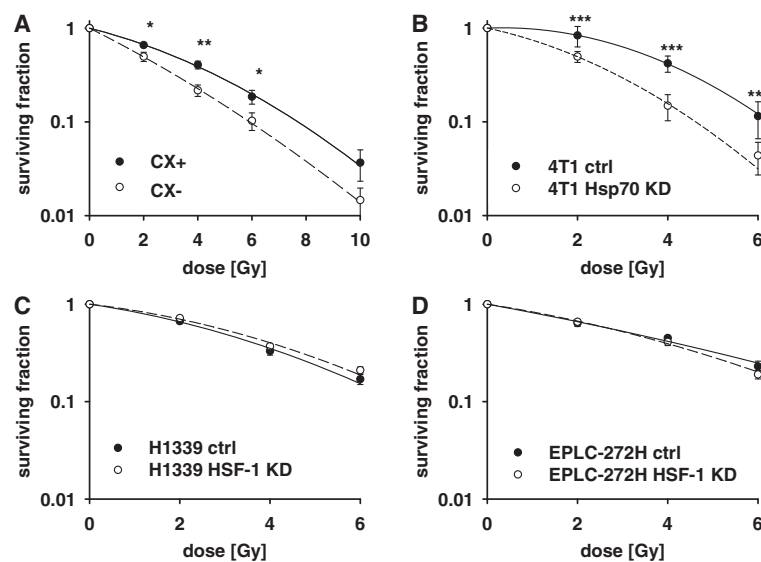 A
surviving fraction
1
0.1
0.01
* ** *
CX+
CX-
0 2 4 6 8 10
dose [Gy]
B
surviving fraction
1
0.1
0.01
*** *** **
4T1 ctrl
4T1 Hsp70 KD
0 2 4 6
dose [Gy]
C
surviving fraction
1
0.1
0.01
H1339 ctrl
H1339 HSF-1 KD
0 2 4 6
dose [Gy]
D
surviving fraction
1
0.1
0.01
EPLC-272H ctrl
EPLC-272H HSF-1 KD
0 2 4 6
dose [Gy]